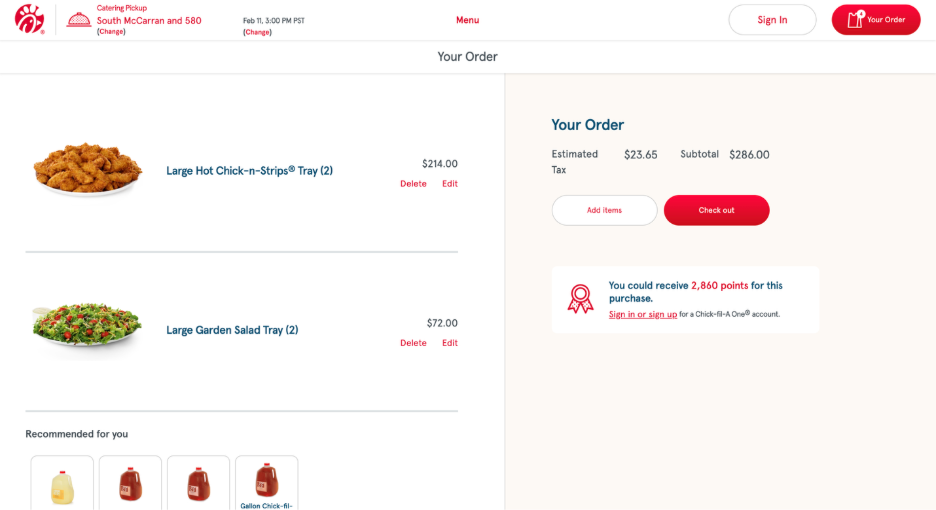 Catering Pickup
South McCarran and 580
(Change)
Feb 11, 3:00 PM PST
(Change)
Menu
Sign In
Your Order
Your Order
Large Hot Chick-n-Strips® Tray (2)
$214.00
Delete Edit
Large Garden Salad Tray (2)
$72.00
Delete Edit
Recommended for you
Gallon Chick-fil-
Your Order
Estimated Tax $23.65 Subtotal $286.00
Add items
Check out
You could receive 2,860 points for this
purchase.
Sign in or sign up for a Chick-fil-A One® account.